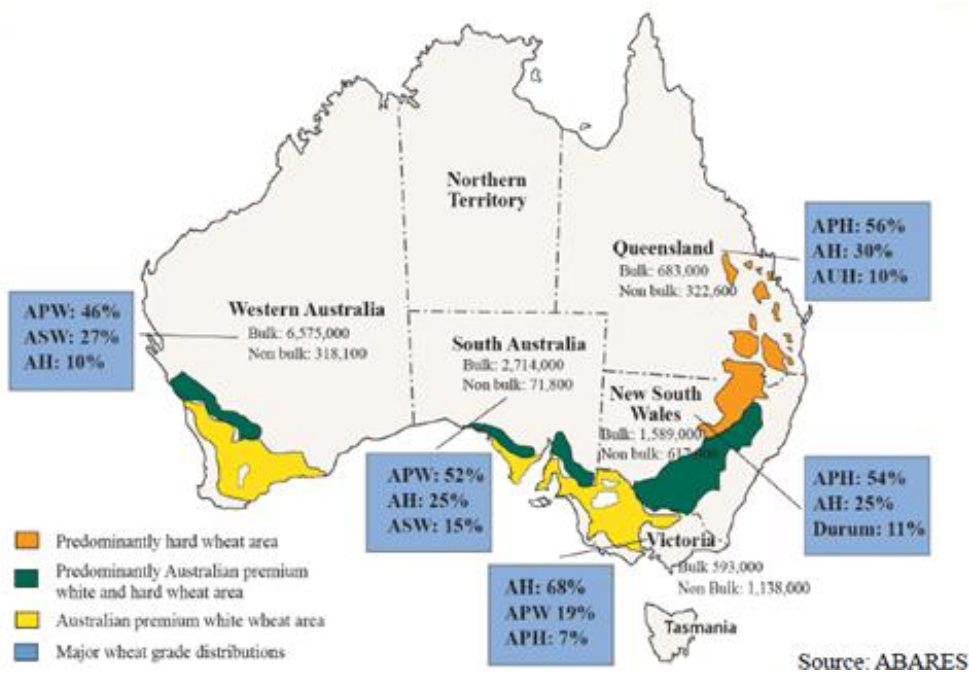 Northern
Territory
Queensland
Bulk: 683,000
Non bulk: 322,600
APH: 56%
AH: 30%
AUH: 10%
APW: 46%
ASW: 27%
AH: 10%
Western Australia
Bulk: 6,575,000
Non bulk: 318,100
South Australia
Bulk: 2,714,000
Non bulk: 71,800
New South
Wales
Bulk: 1,589,000
Non bulk:
APW: 52%
AH: 25%
ASW: 15%
APH: 54%
AH: 25%
Durum: 11%
Victoria
Bulk 593,000
Non Bulk: 1,138,000
AH: 68%
APW 19%
APH: 7%
Tasmania
Predominantly hard wheat area
Predominantly Australian premium
white and hard wheat area
Australian premium white wheat area
Major wheat grade distributions
Source: ABARES